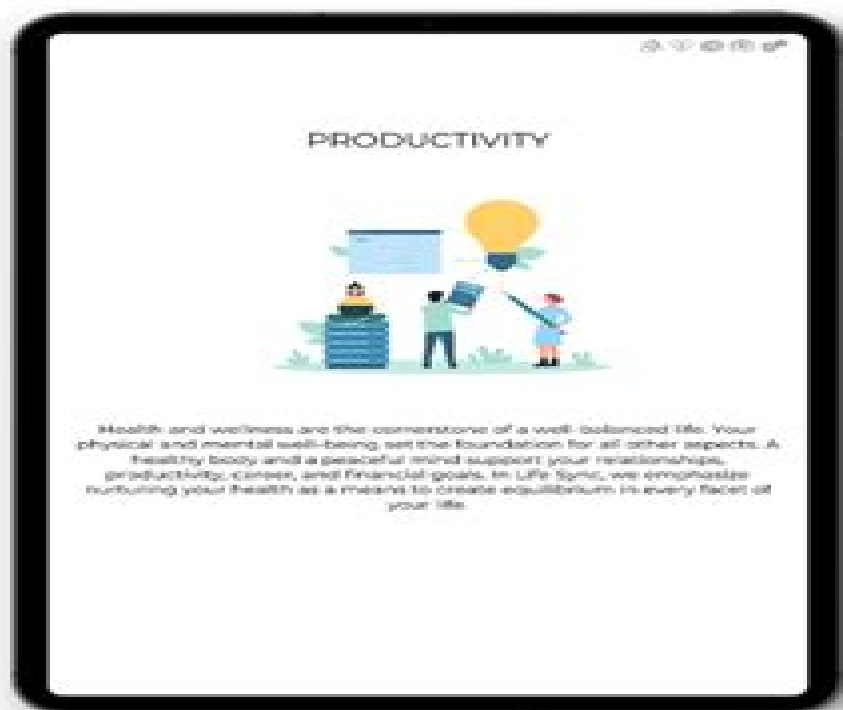 PRODUCTIVITY
Health and wellness are the cornerstone of a well-balanced life. Your
physical and mental well-being set the foundation for all other aspects. A
healthy body and a peaceful mind support your relationships,
productivity, career, and financial goals. In Life Sync, we emphasize
nurturing your health as a means to create equilibrium in every facet of
your life.